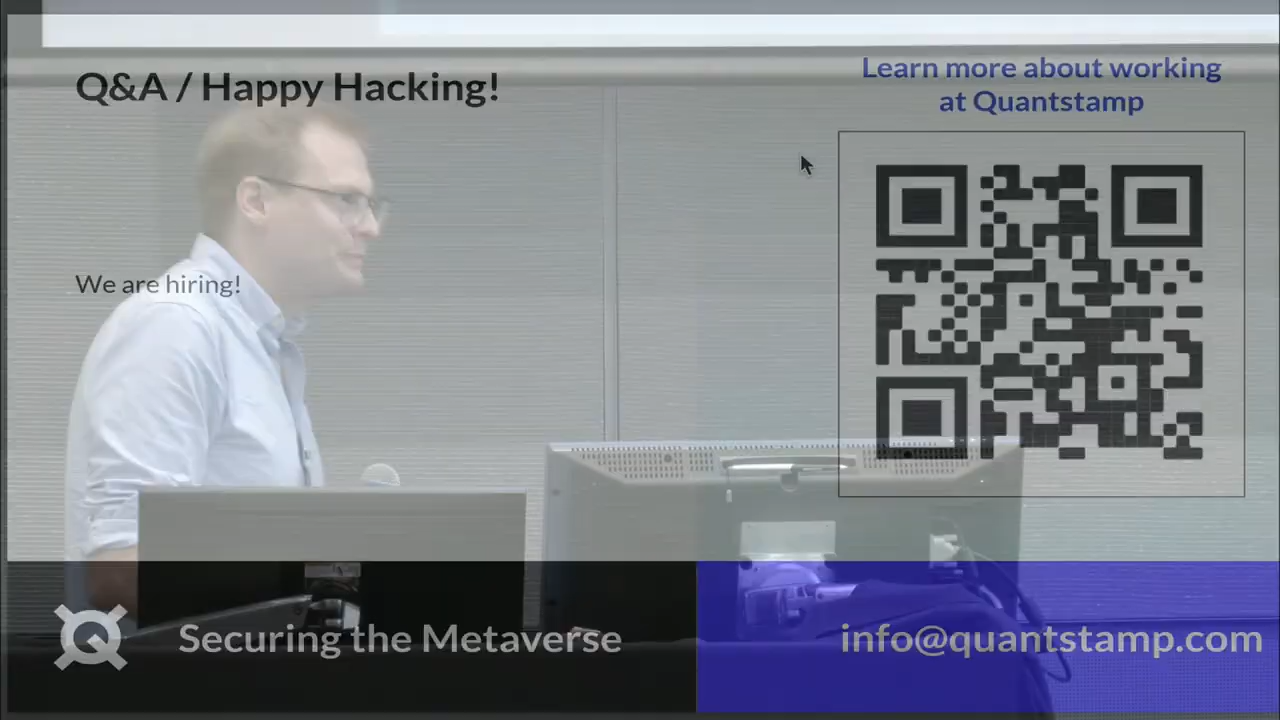 Q&A / Happy Hacking!
Learn more about working
at Quantstamp
We are hiring!
Securing the Metaverse
info@quantstamp.com